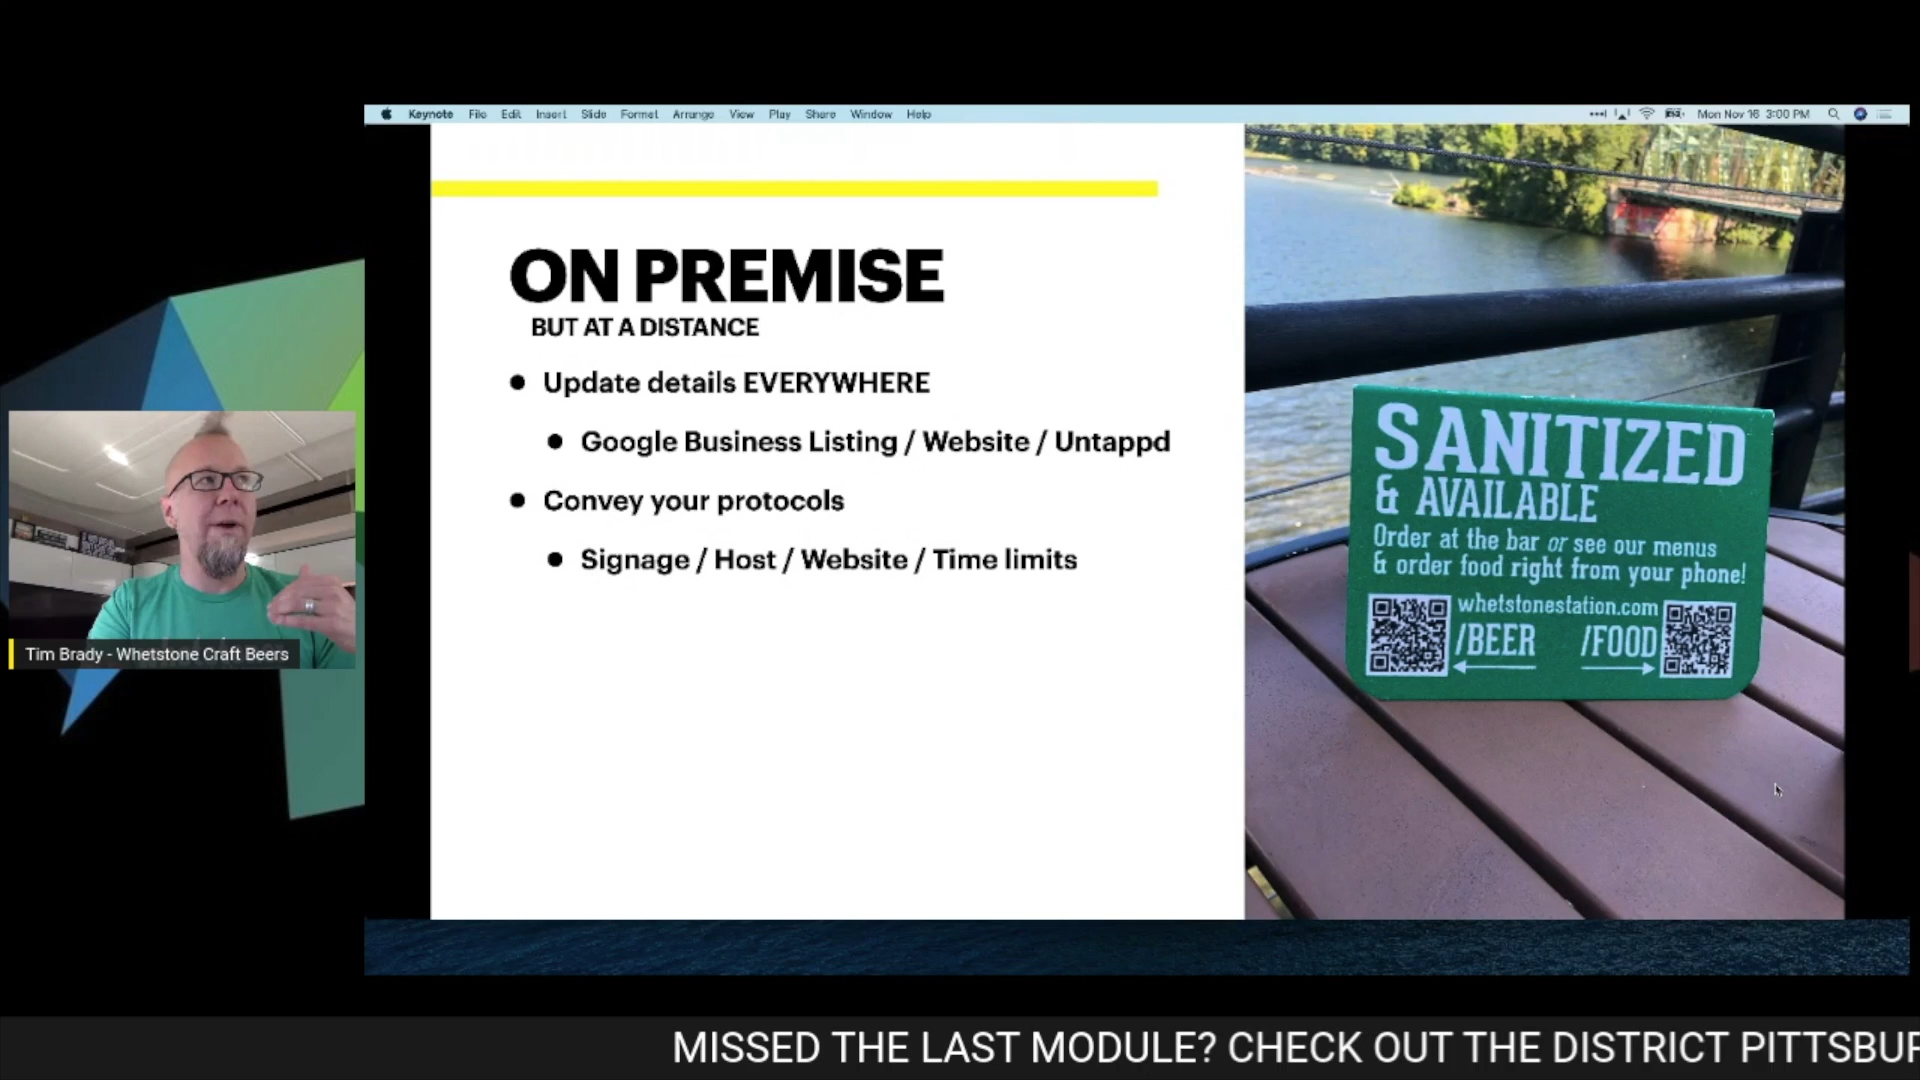 Keynote File Edit Insert Slide Format Arrange View Play Share Window Help
Mon Nov 16 3:00 PM
ON PREMISE
BUT AT A DISTANCE
Update details EVERYWHERE
Google Business Listing / Website / Untappd
Convey your protocols
Signage / Host / Website / Time limits
SANITIZED
& AVAILABLE
Order at the bar or see our menus
& order food right from your phone!
whetstonestation.com
/BEER /FOOD
Tim Brady - Whetstone Craft Beers
MISSED THE LAST MODULE? CHECK OUT THE DISTRICT PITTSBUR